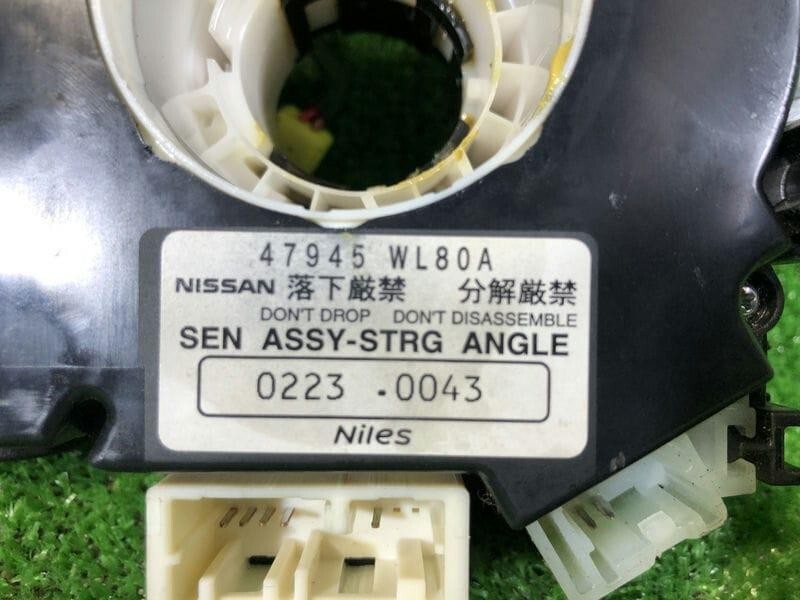 47945 WL80A
NISSAN 落下厳禁 分解厳禁
DON'T DROP DON'T DISASSEMBLE
SEN ASSY-STRG ANGLE
0223 .0043
Niles